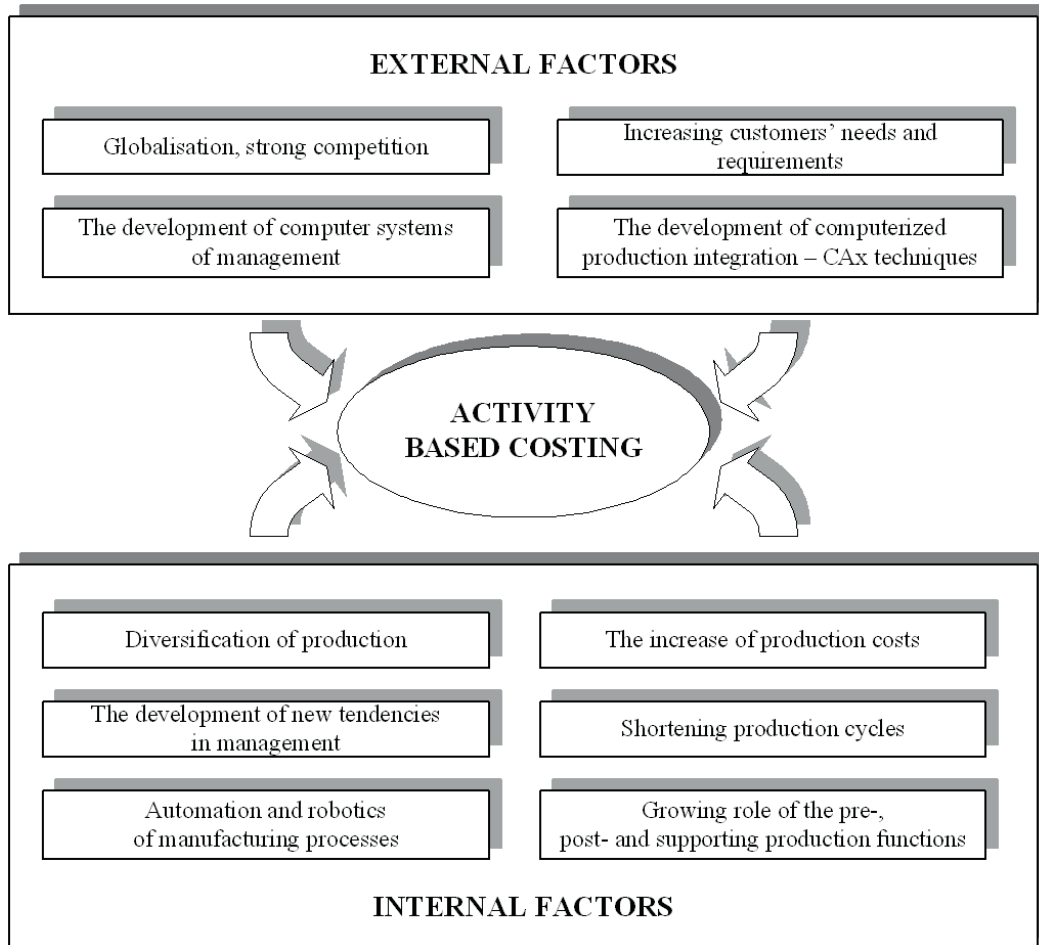 EXTERNAL FACTORS
Globalisation, strong competition
Increasing customers’ needs and
requirements
The development of computer systems
of management
The development of computerized
production integration – CAx techniques
ACTIVITY
BASED COSTING
Diversification of production
The increase of production costs
The development of new tendencies
in management
Shortening production cycles
Automation and robotics
of manufacturing processes
Growing role of the pre-,
post- and supporting production functions
INTERNAL FACTORS